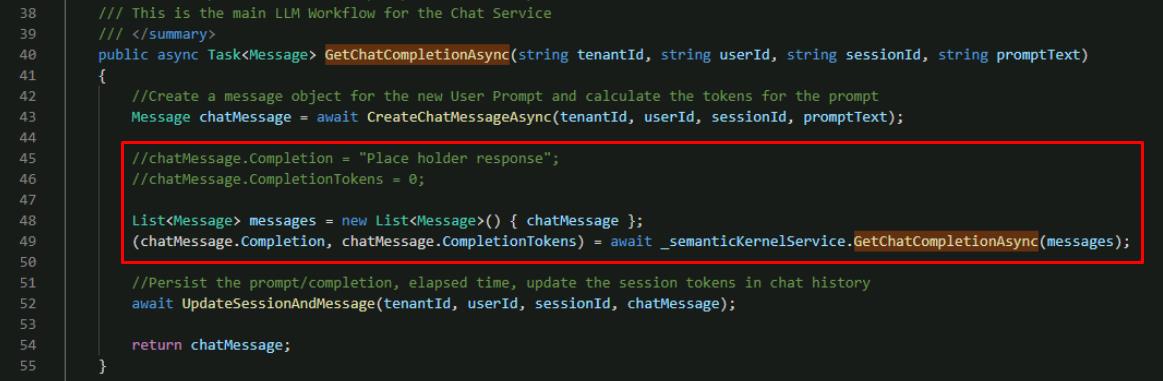 38 /// This is the main LLM Workflow for the Chat Service
39 /// </summary>
40 public async Task<Message> GetChatCompletionAsync(string tenantId, string userId, string sessionId, string promptText)
41 {
42 //Create a message object for the new User Prompt and calculate the tokens for the prompt
43 Message chatMessage = await CreateChatMessageAsync(tenantId, userId, sessionId, promptText);
44
45 //chatMessage.Completion = "Place holder response";
46 //chatMessage.CompletionTokens = 0;
47
48 List<Message> messages = new List<Message>() { chatMessage };
49 (chatMessage.Completion, chatMessage.CompletionTokens) = await _semanticKernelService.GetChatCompletionAsync(messages);
50
51 //Persist the prompt/completion, elapsed time, update the session tokens in chat history
52 await UpdateSessionAndMessage(tenantId, userId, sessionId, chatMessage);
53
54 return chatMessage;
55 }